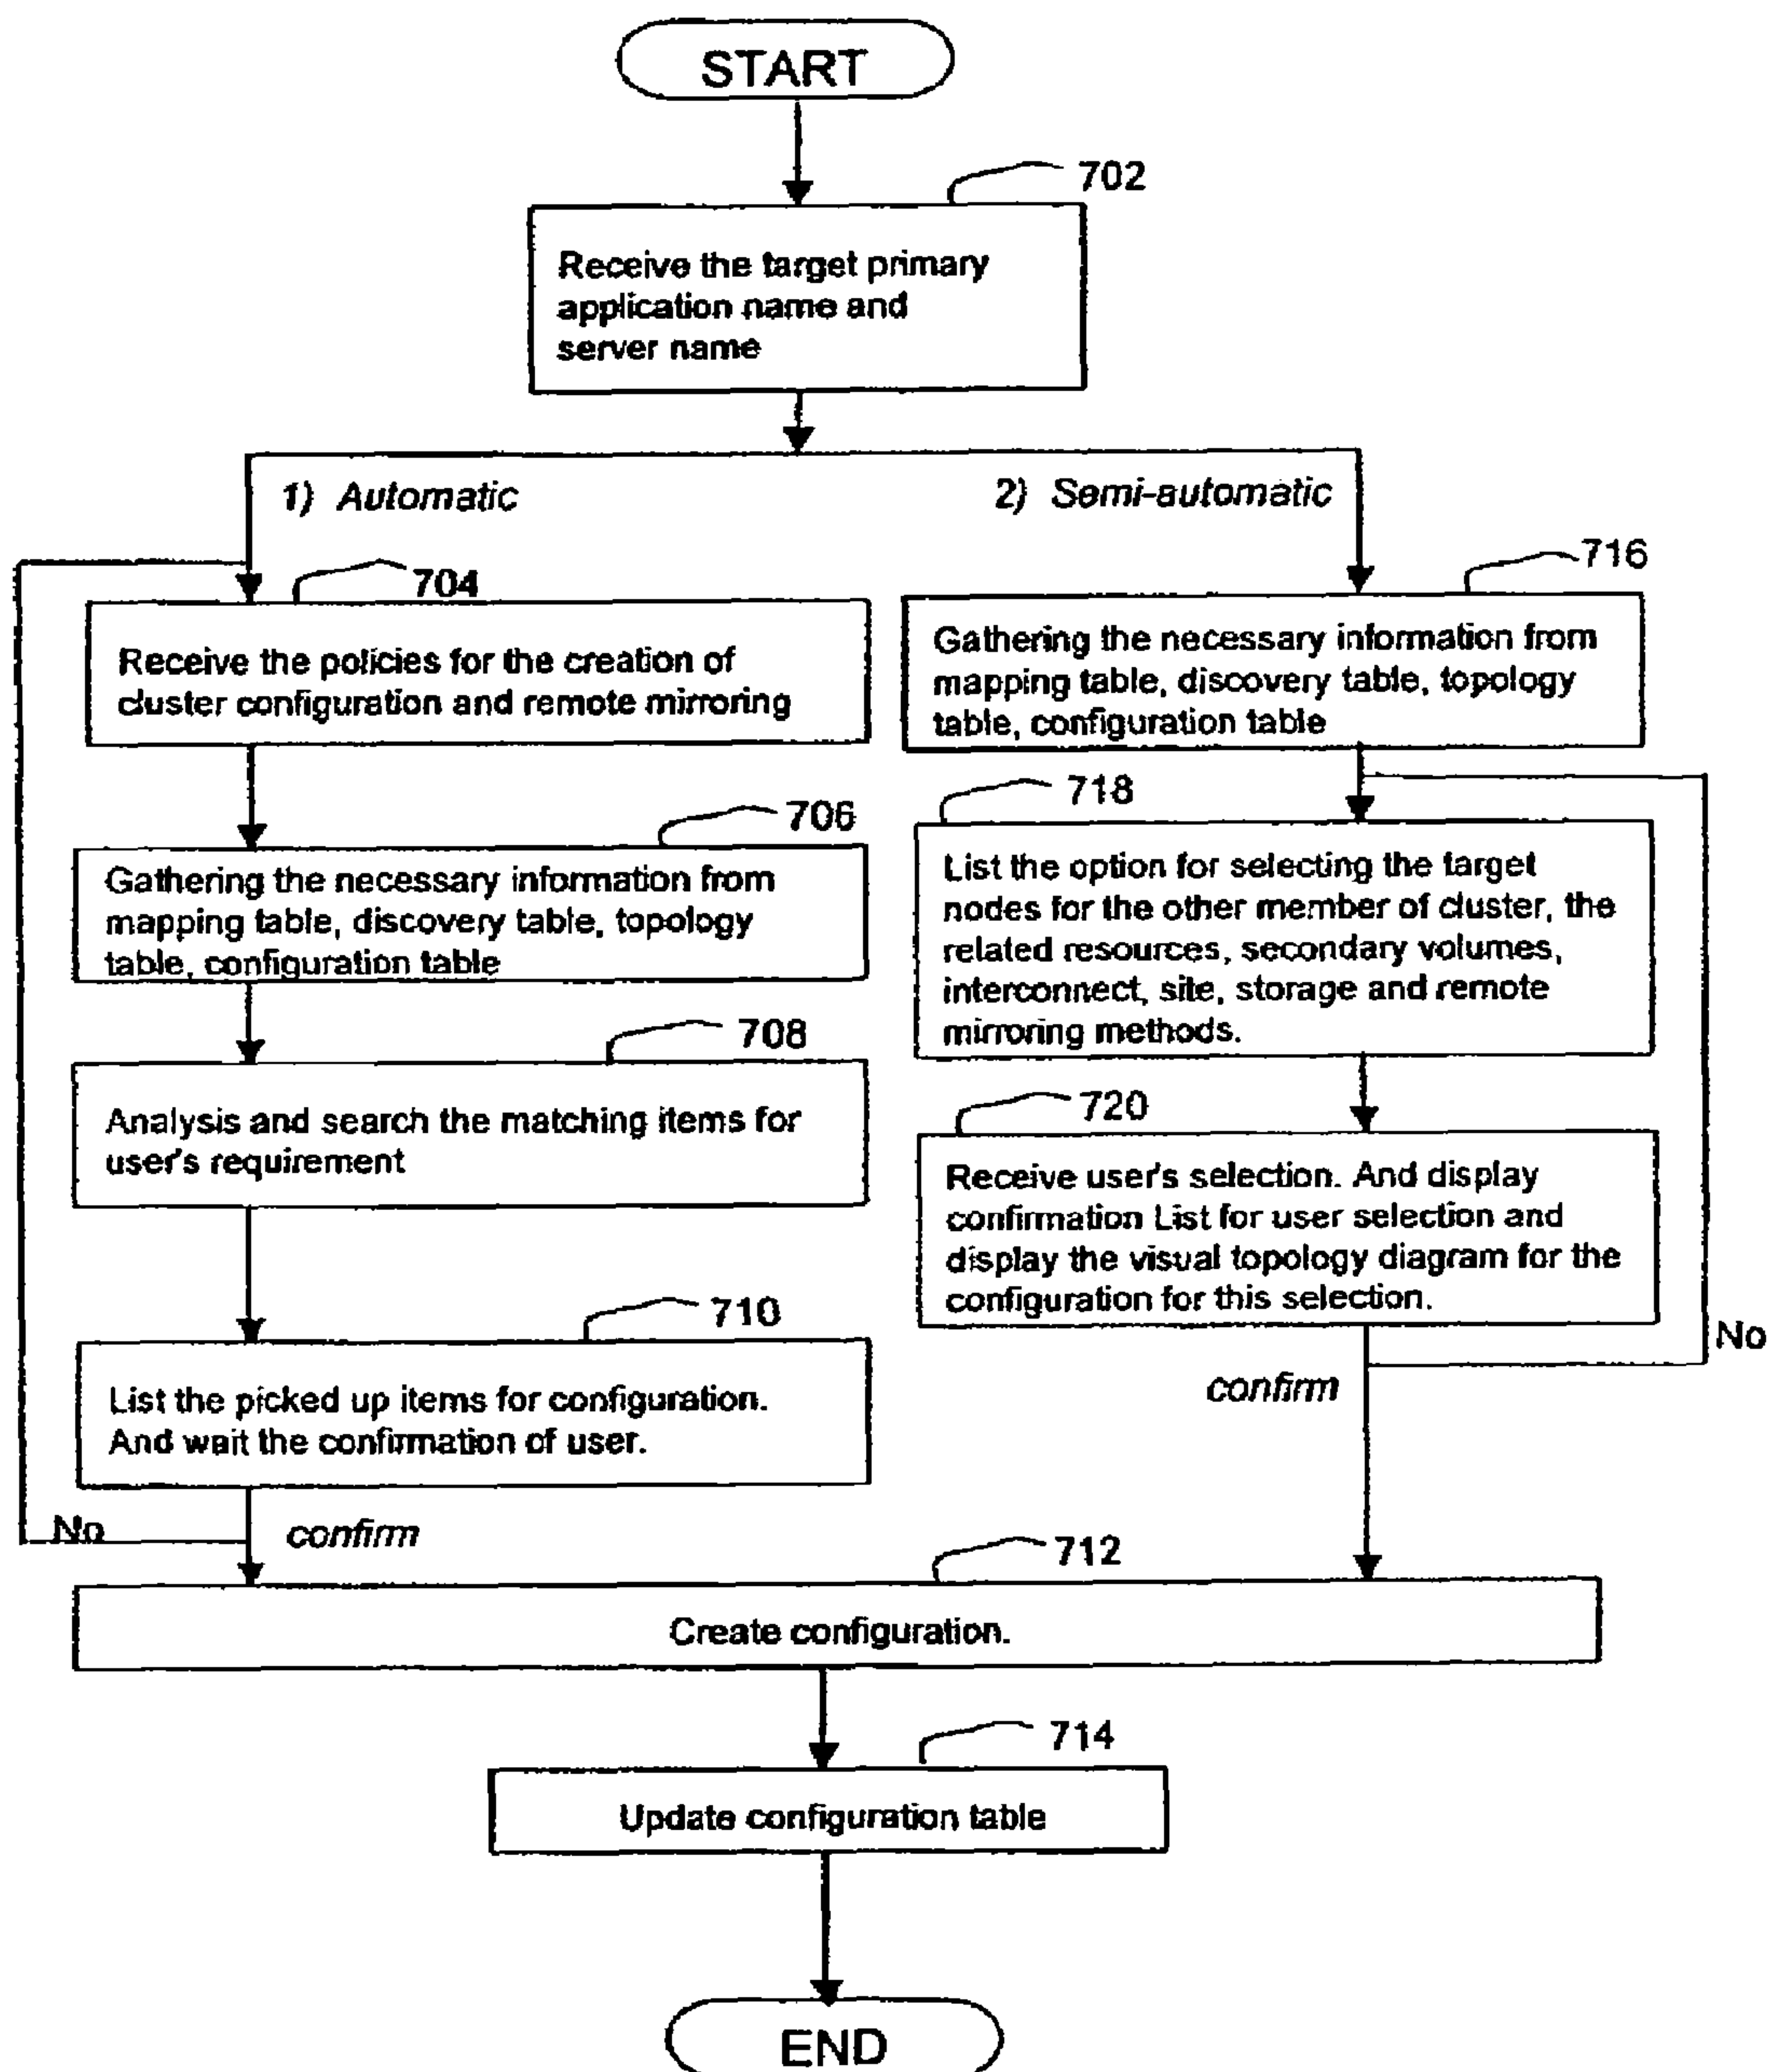 START
702
Receive the target primary
application name and
server name
1) Automatic
2) Semi-automatic
704
Receive the policies for the creation of
cluster configuration and remote mirroring
706
Gathering the necessary information from
mapping table, discovery table, topology
table, configuration table
708
Analysis and search the matching items for
user's requirement
710
List the picked up items for configuration.
And wait the confirmation of user.
No
confirm
716
Gathering the necessary information from
mapping table, discovery table, topology
table, configuration table
718
List the option for selecting the target
nodes for the other member of cluster, the
related resources, secondary volumes,
interconnect, site, storage and remote
mirroring methods.
720
Receive user's selection. And display
confirmation List for user selection and
display the visual topology diagram for the
configuration for this selection.
No
confirm
712
Create configuration.
714
Update configuration table
END